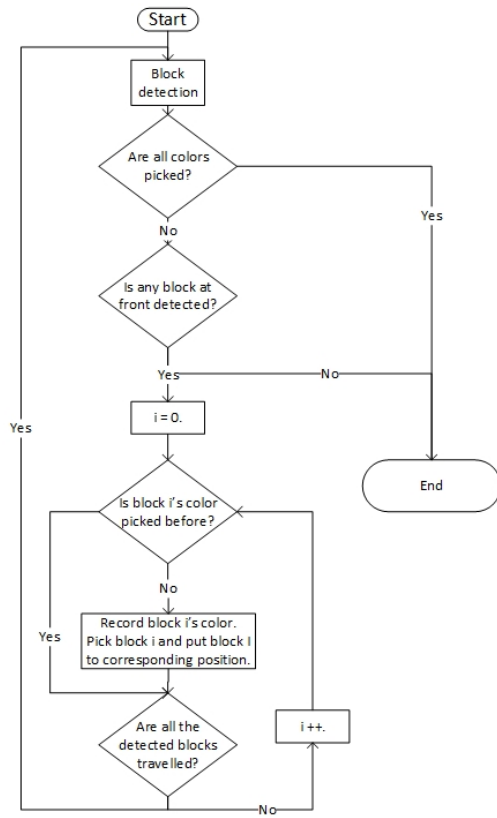 Start
Block
detection
Are all colors
picked?
Yes
No
Is any block at
front detected?
Yes
No
i = 0.
Yes
End
Is block i's color
picked before?
No
Record block i's color.
Pick block i and put block I
to corresponding position.
Yes
Are all the
detected blocks
travelled?
i ++.
No